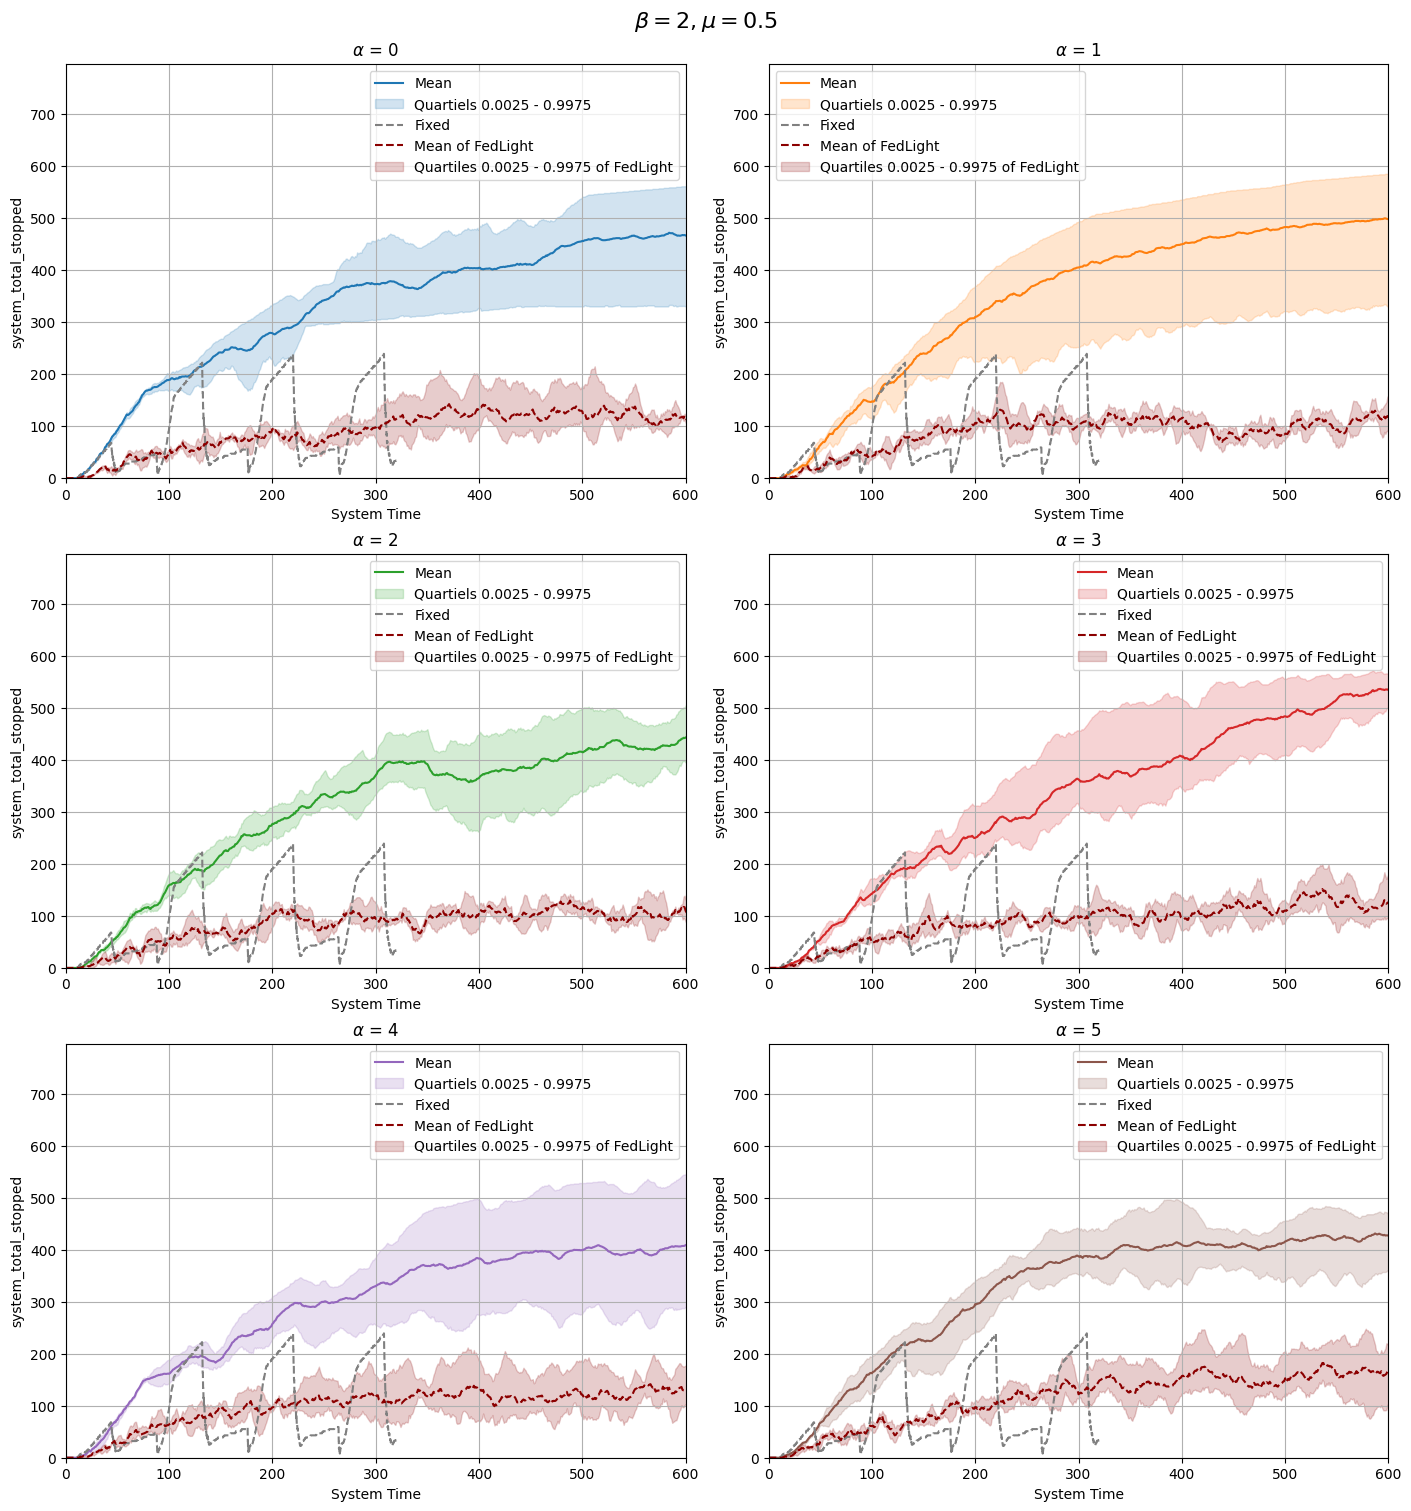 β = 2, μ = 0.5
α = 0
Mean
Quartiels 0.0025 - 0.9975
Fixed
Mean of FedLight
Quartiles 0.0025 - 0.9975 of FedLight
system_total_stopped
700
600
500
400
300
200
100
0
0 100 200 300 400 500 600
System Time
α = 1
Mean
Quartiels 0.0025 - 0.9975
Fixed
Mean of FedLight
Quartiles 0.0025 - 0.9975 of FedLight
system_total_stopped
700
600
500
400
300
200
100
0
0 100 200 300 400 500 600
System Time
α = 2
Mean
Quartiels 0.0025 - 0.9975
Fixed
Mean of FedLight
Quartiles 0.0025 - 0.9975 of FedLight
system_total_stopped
700
600
500
400
300
200
100
0
0 100 200 300 400 500 600
System Time
α = 3
Mean
Quartiels 0.0025 - 0.9975
Fixed
Mean of FedLight
Quartiles 0.0025 - 0.9975 of FedLight
system_total_stopped
700
600
500
400
300
200
100
0
0 100 200 300 400 500 600
System Time
α = 4
Mean
Quartiels 0.0025 - 0.9975
Fixed
Mean of FedLight
Quartiles 0.0025 - 0.9975 of FedLight
system_total_stopped
700
600
500
400
300
200
100
0
0 100 200 300 400 500 600
System Time
α = 5
Mean
Quartiels 0.0025 - 0.9975
Fixed
Mean of FedLight
Quartiles 0.0025 - 0.9975 of FedLight
system_total_stopped
700
600
500
400
300
200
100
0
0 100 200 300 400 500 600
System Time